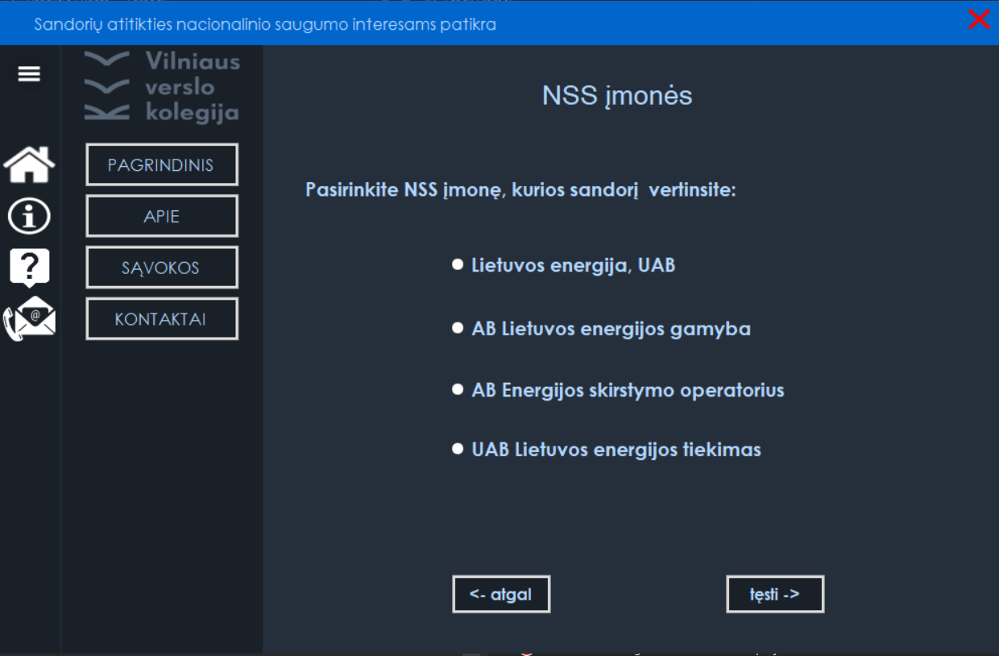 Sandorių atitikties nacionalinio saugumo interesams patikra
Vilniaus
verslo
kolegija
PAGRINDINIS
APIE
SĄVOKOS
KONTAKTAI
NSS įmonės
Pasirinkite NSS įmonę, kurios sandorį vertinsite:
Lietuvos energija, UAB
AB Lietuvos energijos gamyba
AB Energijos skirstymo operatorius
UAB Lietuvos energijos tiekimas
<- atgal
tęsti ->